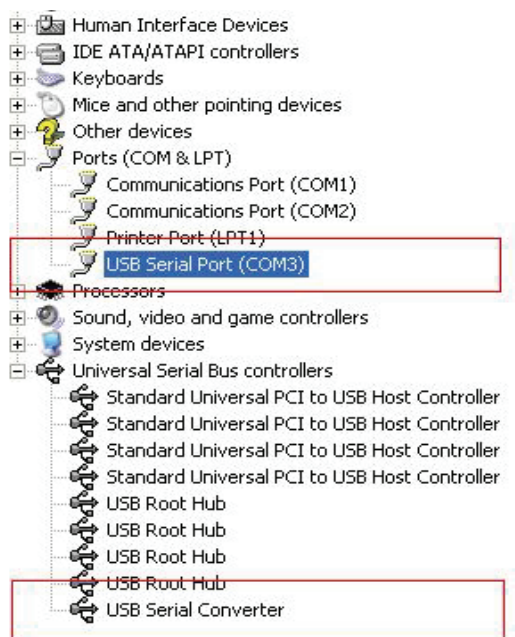 Human Interface Devices
IDE ATA/ATAPI controllers
Keyboards
Mice and other pointing devices
Other devices
Ports (COM & LPT)
Communications Port (COM1)
Communications Port (COM2)
Printer Port (LPT1)
USB Serial Port (COM3)
Processors
Sound, video and game controllers
System devices
Universal Serial Bus controllers
Standard Universal PCI to USB Host Controller
Standard Universal PCI to USB Host Controller
Standard Universal PCI to USB Host Controller
Standard Universal PCI to USB Host Controller
USB Root Hub
USB Root Hub
USB Root Hub
USB Root Hub
USB Serial Converter